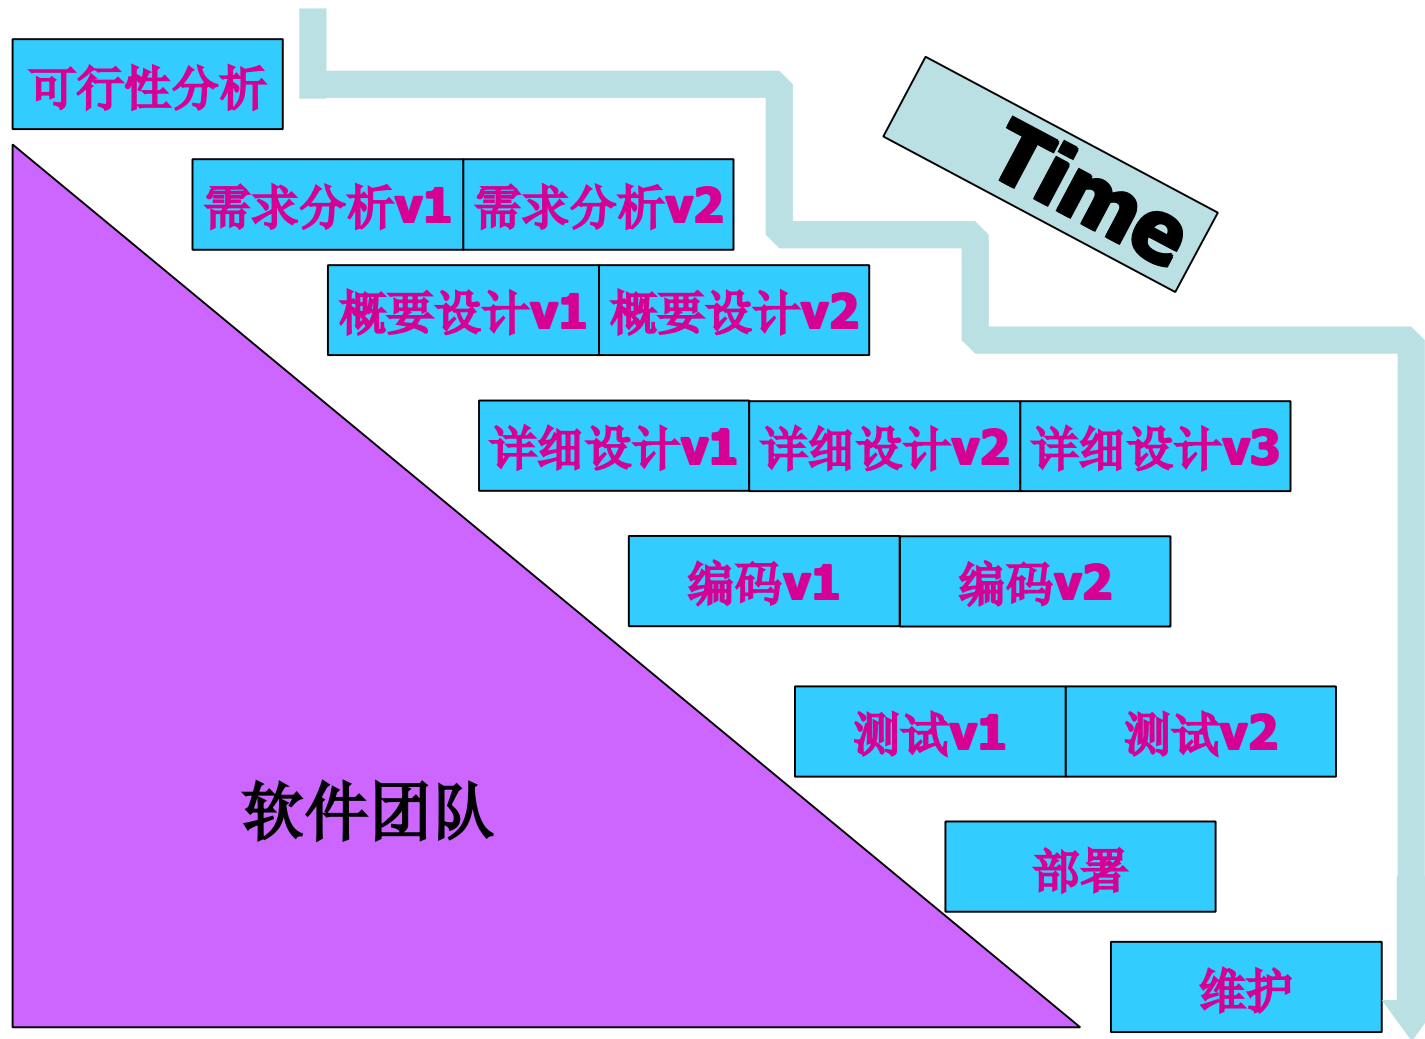 可行性分析
Time
需求分析v1 需求分析v2
概要设计v1 概要设计v2
详细设计v1 详细设计v2 详细设计v3
编码v1 编码v2
测试v1 测试v2
软件团队
部署
维护